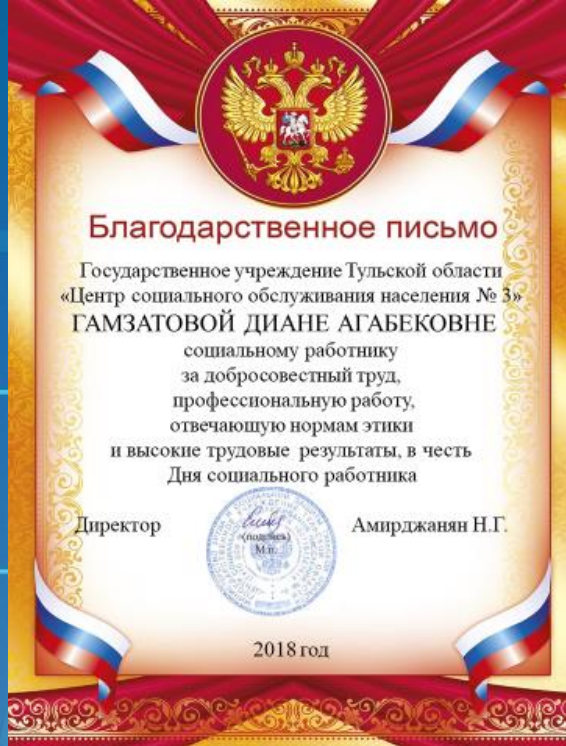 Благодарственное письмо
Государственное учреждение Тульской области
«Центр социального обслуживания населения № 3»
ГАМЗАТОВОЙ ДИАНЕ АГАБЕКОВНЕ
социальному работнику
за добросовестный труд,
профессиональную работу,
отвечающую нормам этики
и высокие трудовые результаты, в честь
Дня социального работника
Директор
(подпись)
М.п.
Амирджанян Н.Г.
2018 год